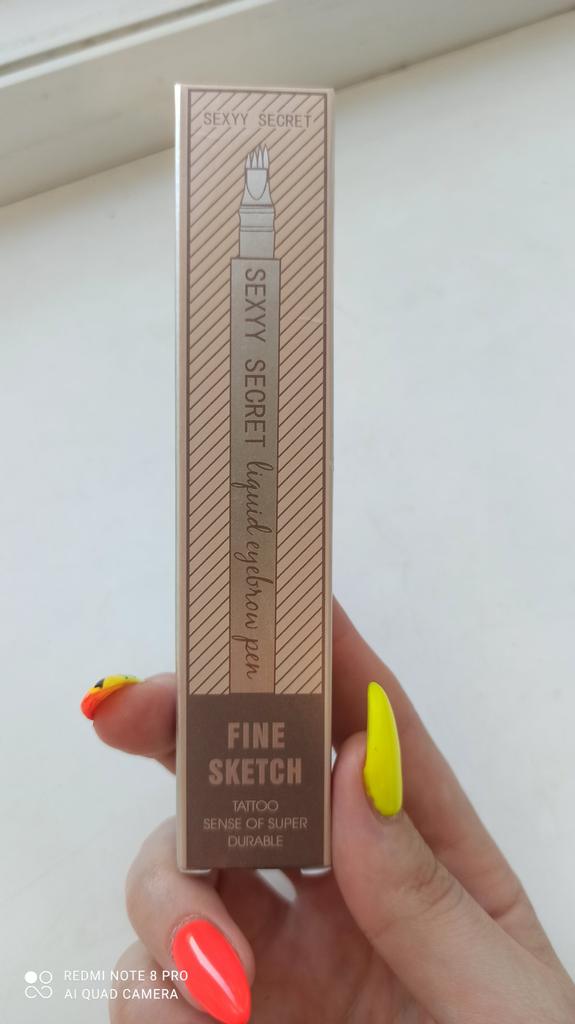 SEXYY SECRET
SEXYY SECRET liquid eyebrow pen
FINE
SKETCH
TATTOO
SENSE OF SUPER
DURABLE
REDMI NOTE 8 PRO
AI QUAD CAMERA